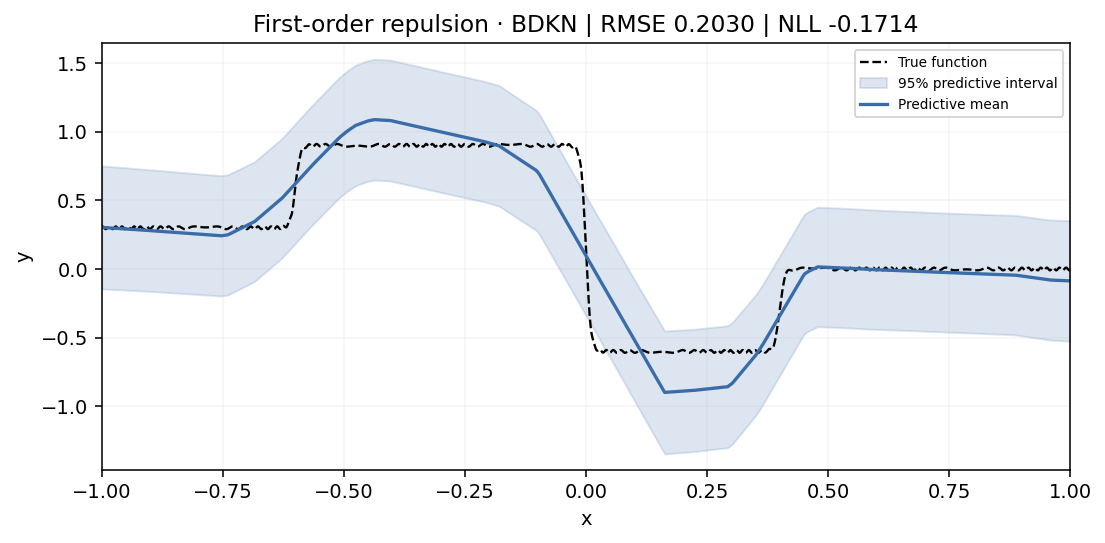 First-order repulsion · BDKN | RMSE 0.2030 | NLL -0.1714
True function
95% predictive interval
Predictive mean
y
1.5
1.0
0.5
0.0
−0.5
−1.0
−1.00 −0.75 −0.50 −0.25 0.00 0.25 0.50 0.75 1.00
x